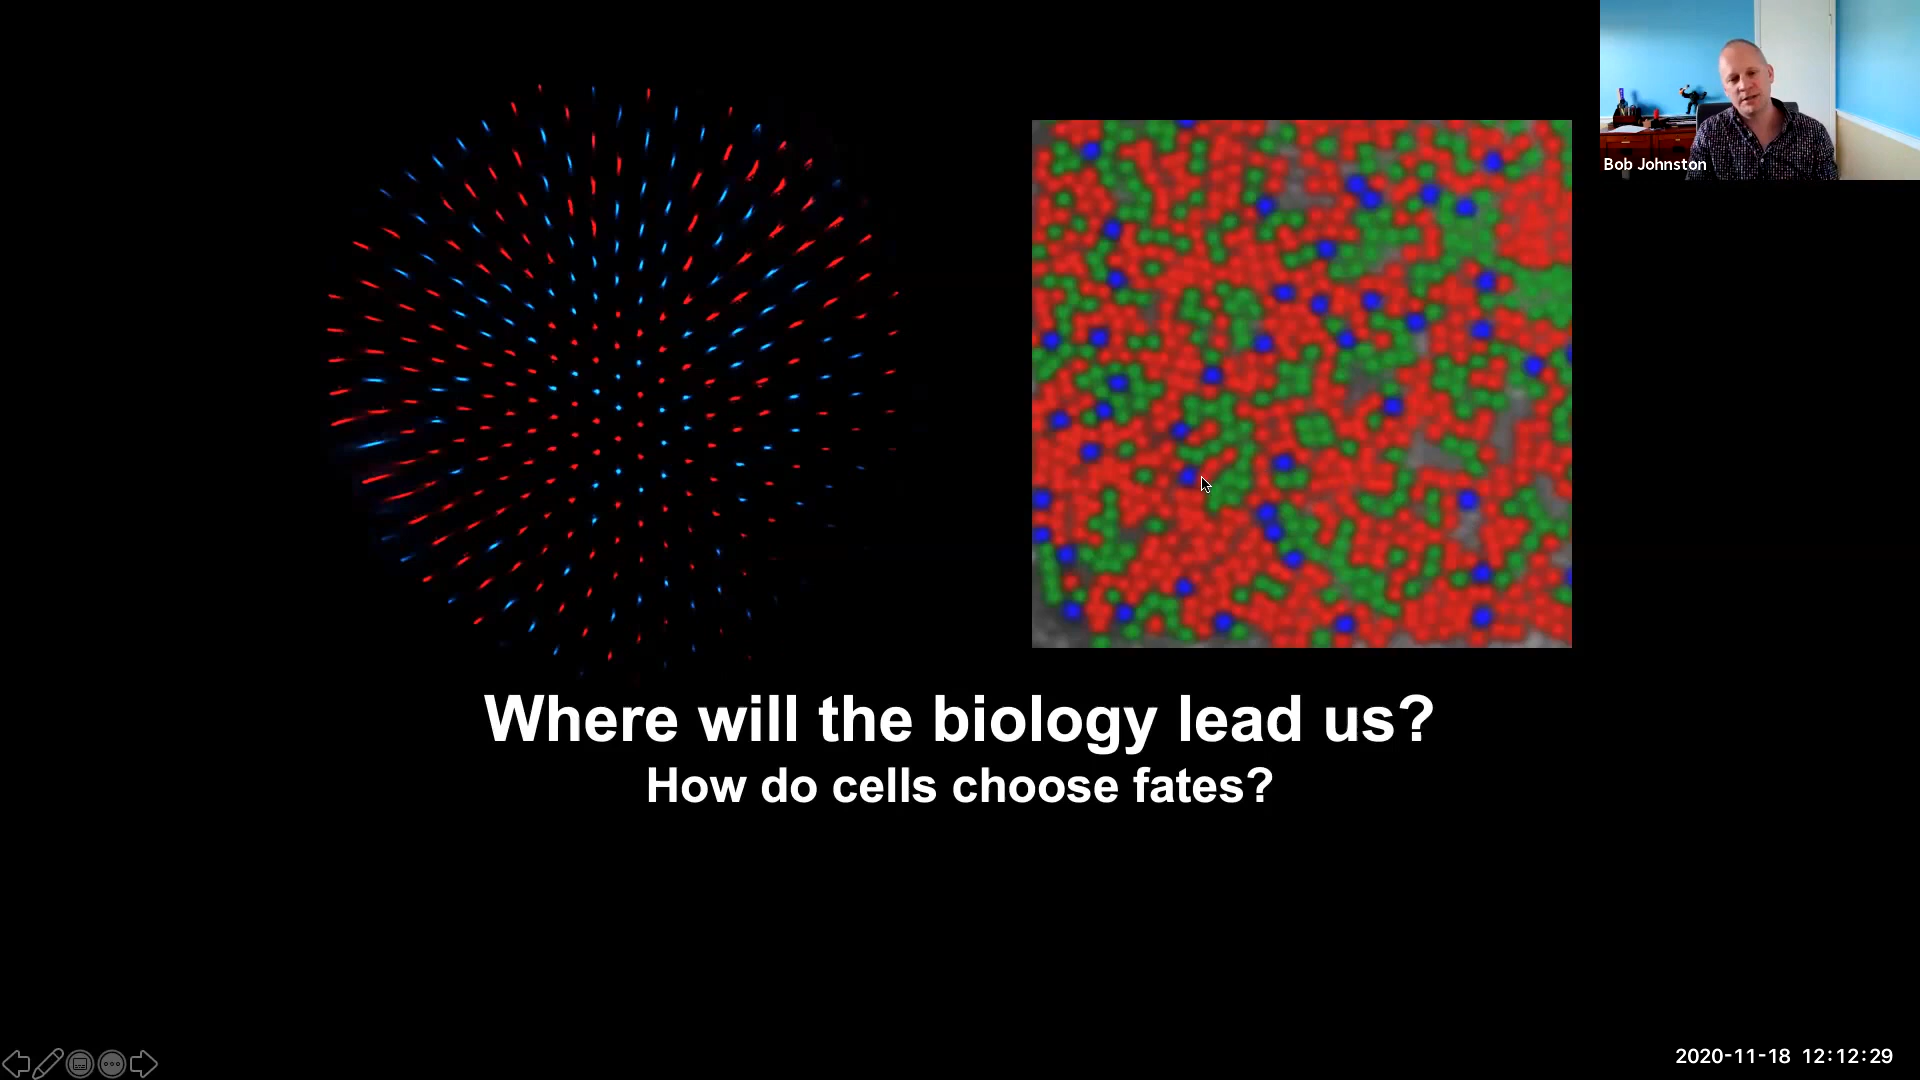 Bob Johnston
Where will the biology lead us?
How do cells choose fates?
2020-11-18 12:12:29